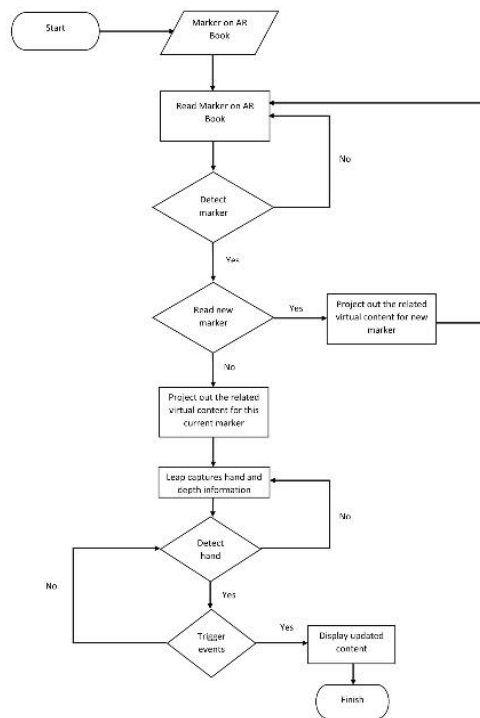 Start
Marker on AR
Book
Read Marker on AR
Book
No
Detect
marker
Yes
Read new
marker
Yes
Project out the related
virtual content for new
marker
No
Project out the related
virtual content for this
current marker
Leap captures hand and
depth information
No
Detect
hand
No
Yes
Trigger
events
Yes
Display updated
content
Finish